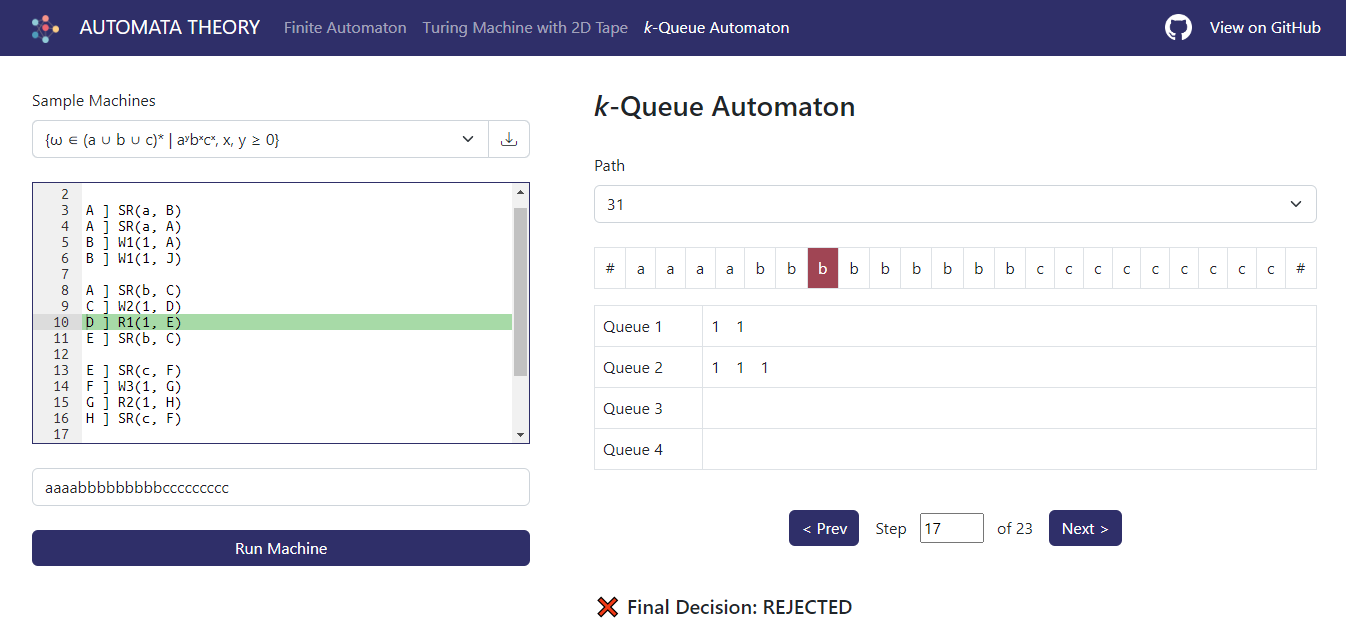 AUTOMATA THEORY
Finite Automaton
Turing Machine with 2D Tape
k-Queue Automaton
View on GitHub
Sample Machines
{ω ∈ (a ∪ b ∪ c)* | aʸbˣcˣ, x, y ≥ 0}
2
3 A ] SR(a, B)
4 A ] SR(a, A)
5 B ] W1(1, A)
6 B ] W1(1, J)
7
8 A ] SR(b, C)
9 C ] W2(1, D)
10 D ] R1(1, E)
11 E ] SR(b, C)
12
13 E ] SR(c, F)
14 F ] W3(1, G)
15 G ] R2(1, H)
16 H ] SR(c, F)
17
aaaabbbbbbbbbccccccccc
Run Machine
k-Queue Automaton
Path
31
# a a a a b b b b b b b b b c c c c c c c c c #
Queue 1 1 1
Queue 2 1 1 1
Queue 3
Queue 4
< Prev Step 17 of 23 Next >
Final Decision: REJECTED